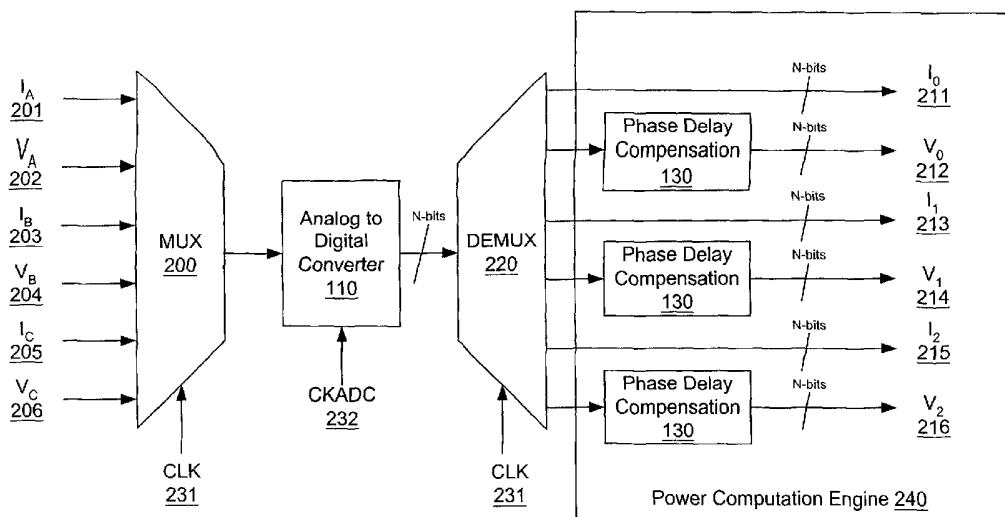 I_A
201
V_A
202
I_B
203
V_B
204
I_C
205
V_C
206
MUX
200
CLK
231
Analog to
Digital
Converter
110
CKADC
232
N-bits
DEMUX
220
CLK
231
Phase Delay
Compensation
130
Phase Delay
Compensation
130
Phase Delay
Compensation
130
N-bits
I_0
211
N-bits
V_0
212
N-bits
I_1
213
N-bits
V_1
214
N-bits
I_2
215
N-bits
V_2
216
Power Computation Engine 240